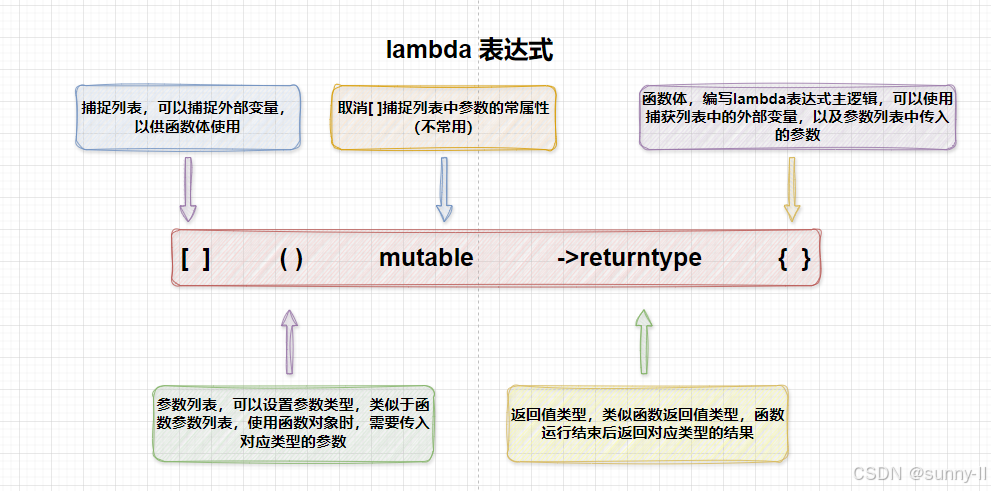 lambda 表达式
捕捉列表，可以捕捉外部变量，
以供函数体使用
取消[ ]捕捉列表中参数的常属性
(不常用)
函数体，编写lambda表达式主逻辑，可以使用
捕获列表中的外部变量，以及参数列表中传入
的参数
[ ] ( ) mutable ->returntype { }
参数列表，可以设置参数类型，类似于函
数参数列表，使用函数对象时，需要传入
对应类型的参数
返回值类型，类似函数返回值类型，函数
运行结束后返回对应类型的结果
CSDN @sunny-ll